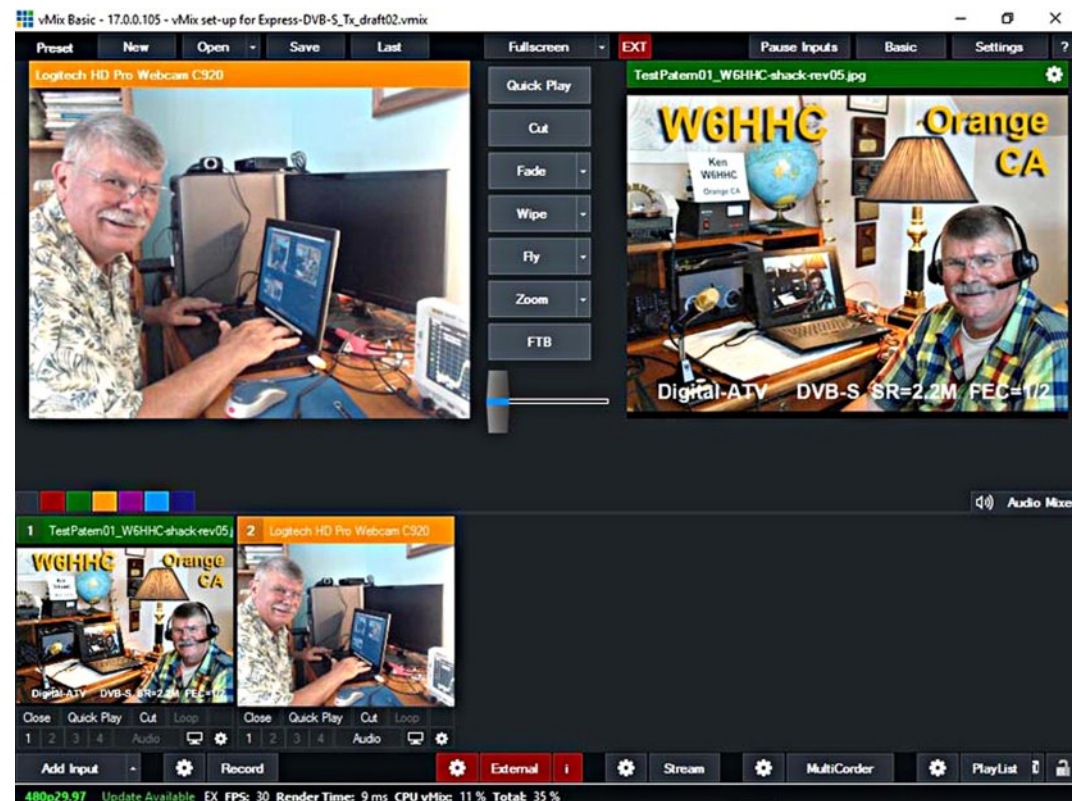 vMix Basic - 17.0.0.105 - vMix set-up for Express-DVB-S_Tx_draft02.vmix
Preset New Open Save Last Fullscreen EXT Pause Inputs Basic Settings ?
Logitech HD Pro Webcam C920
Quick Play
Cut
Fade
Wipe
Fly
Zoom
FTB
TestPatern01_W6HHC-shack-rev05.jpg
W6HHC Orange
CA
Ken
W6HHC
Orange CA
Digital-ATV DVB-S SR=2.2M FEC=1/2
Audio Mixer
1 TestPatern01_W6HHC-shack-rev05.j 2 Logitech HD Pro Webcam C920
W6HHC Orange
CA
Digital-ATV DVB-S SR=2.2M FEC=1/2
Close Quick Play Cut Loop Close Quick Play Cut Loop
1 2 3 4 Audio 1 2 3 4 Audio
Add Input Record External i Stream MultiCorder PlayList
480p29.97 Update Available EX FPS: 30 Render Time: 9 ms CPU vMix: 11 % Total: 35 %